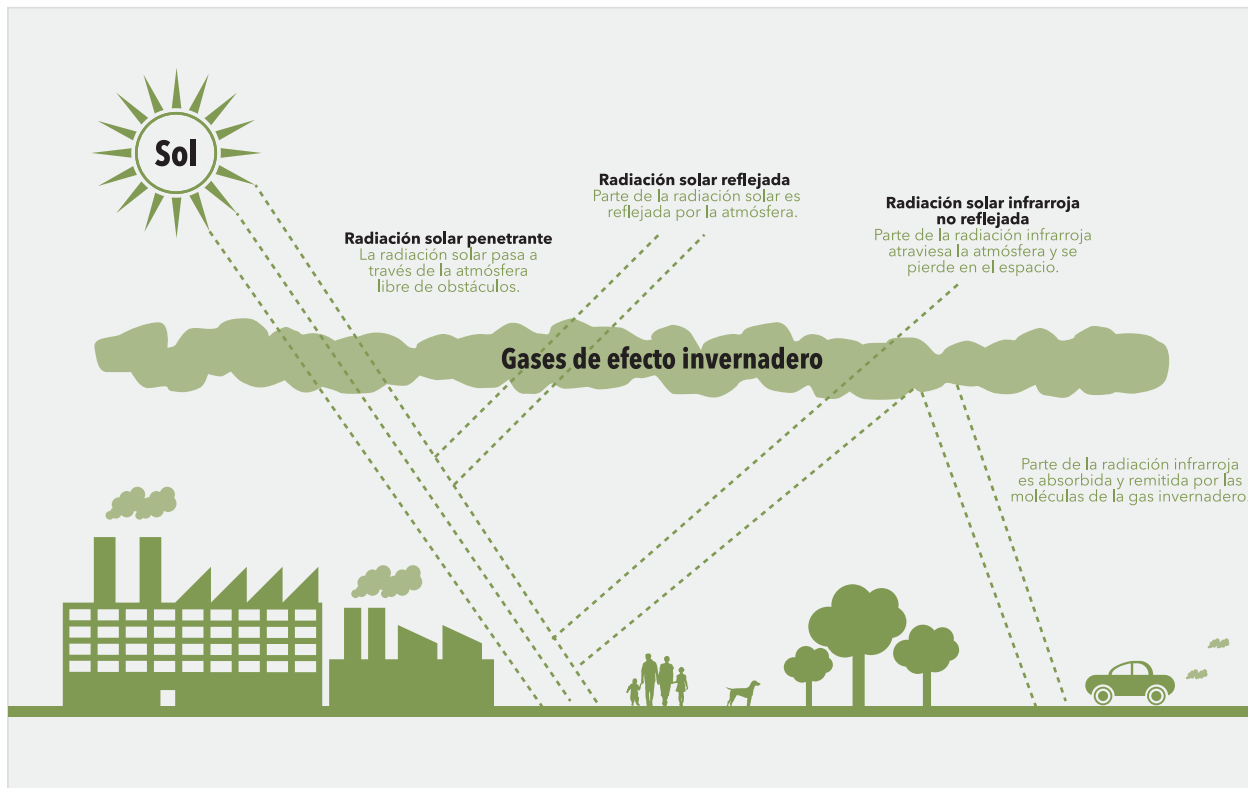 Sol
Radiación solar penetrante
La radiación solar pasa a
través de la atmósfera
libre de obstáculos.
Radiación solar reflejada
Parte de la radiación solar es
reflejada por la atmósfera.
Radiación solar infrarroja
no reflejada
Parte de la radiación infrarroja
atraviesa la atmósfera y se
pierde en el espacio.
Gases de efecto invernadero
Parte de la radiación infrarroja
es absorbida y remitida por las
moléculas de la gas invernadero.